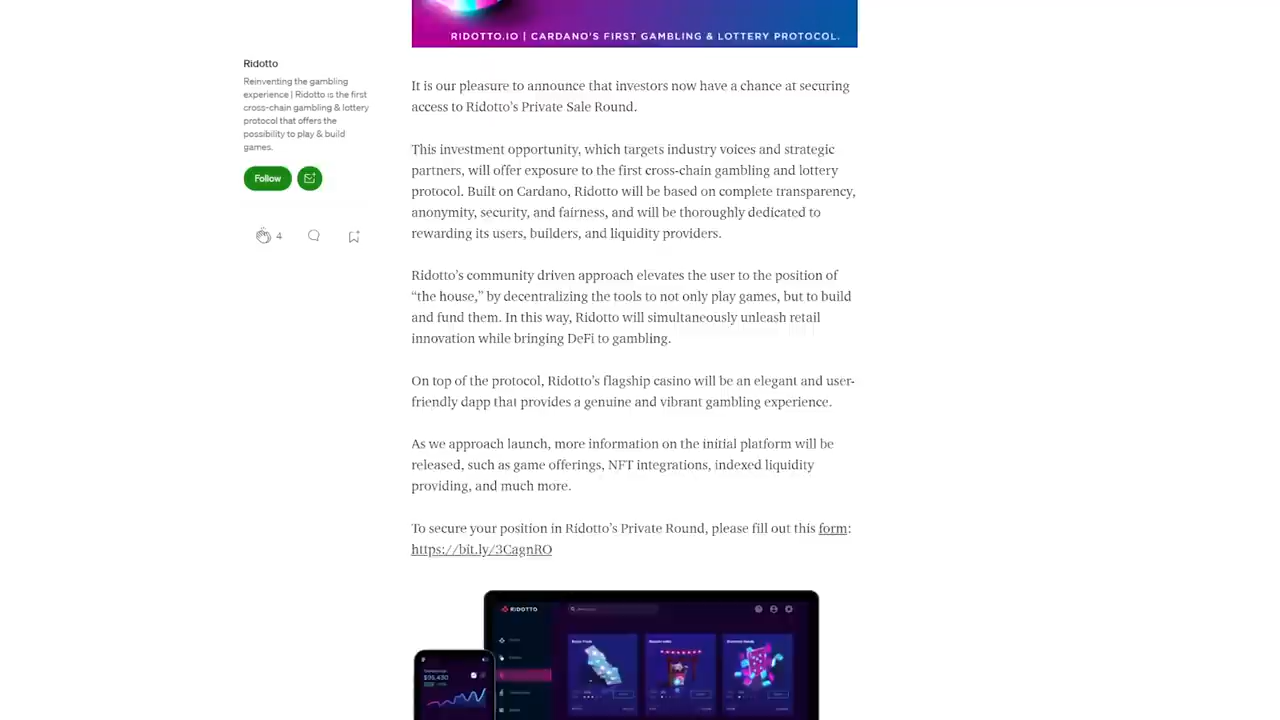 RIDOTTO.IO | CARDANO'S FIRST GAMBLING & LOTTERY PROTOCOL.
Ridotto
Reinventing the gambling
experience | Ridotto is the first
cross-chain gambling & lottery
protocol that offers the
possibility to play & build
games.
Follow
4
It is our pleasure to announce that investors now have a chance at securing
access to Ridotto’s Private Sale Round.
This investment opportunity, which targets industry voices and strategic
partners, will offer exposure to the first cross-chain gambling and lottery
protocol. Built on Cardano, Ridotto will be based on complete transparency,
anonymity, security, and fairness, and will be thoroughly dedicated to
rewarding its users, builders, and liquidity providers.
Ridotto’s community driven approach elevates the user to the position of
“the house,” by decentralizing the tools to not only play games, but to build
and fund them. In this way, Ridotto will simultaneously unleash retail
innovation while bringing DeFi to gambling.
On top of the protocol, Ridotto’s flagship casino will be an elegant and user-
friendly dapp that provides a genuine and vibrant gambling experience.
As we approach launch, more information on the initial platform will be
released, such as game offerings, NFT integrations, indexed liquidity
providing, and much more.
To secure your position in Ridotto’s Private Round, please fill out this form:
https://bit.ly/3CagnRO
RIDOTTO